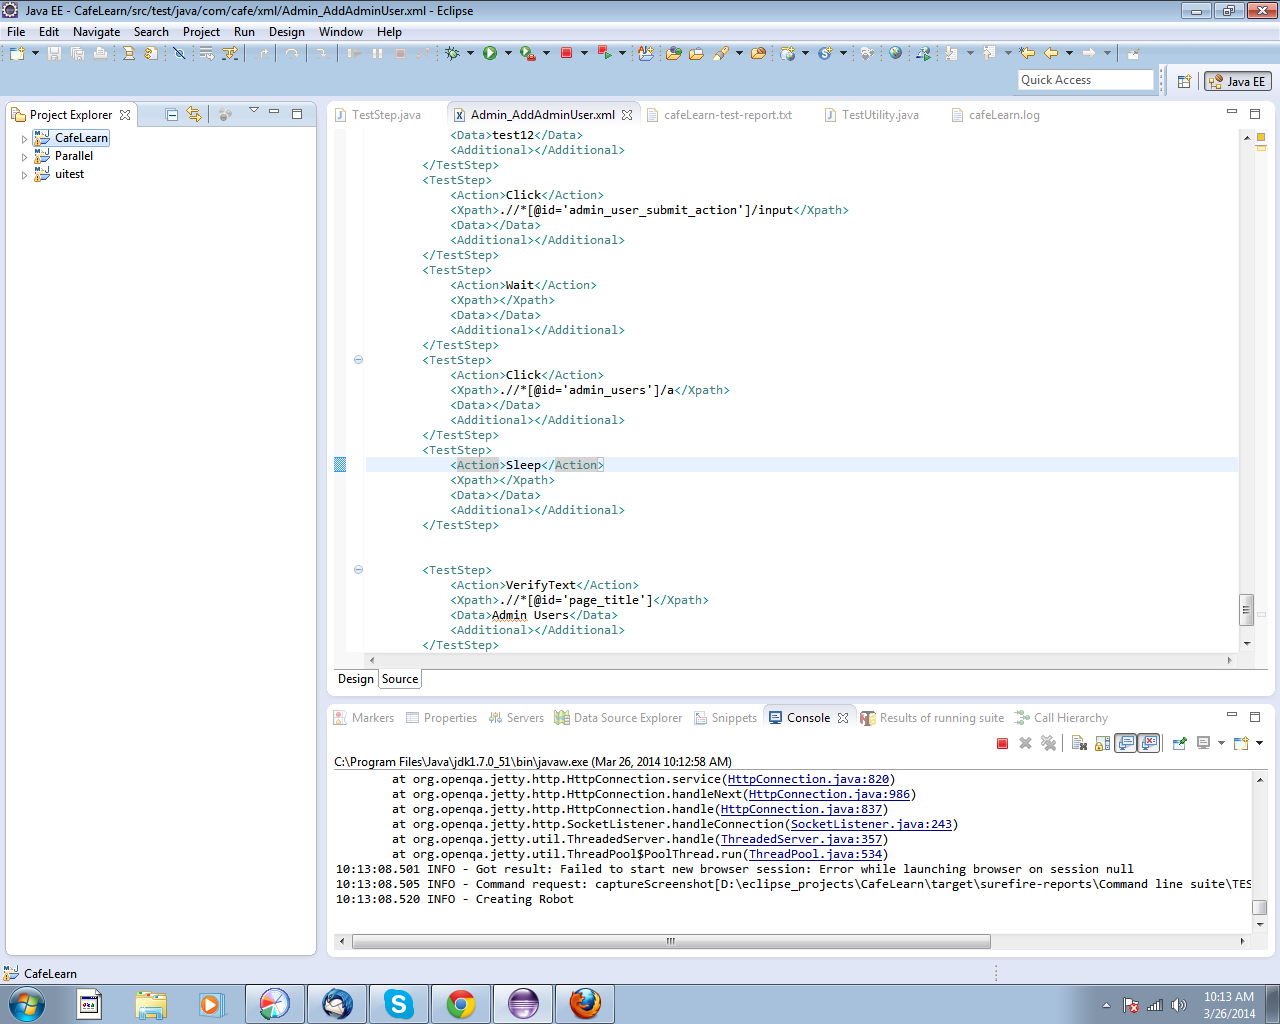 Java EE - CafeLearn/src/test/java/com/cafe/xml/Admin_AddAdminUser.xml - Eclipse
File Edit Navigate Search Project Run Design Window Help
Quick Access
Java EE
Project Explorer
CafeLearn
Parallel
uitest
TestStep.java Admin_AddAdminUser.xml cafeLearn-test-report.txt TestUtility.java cafeLearn.log
<Data>test12</Data>
<Additional></Additional>
</TestStep>
<TestStep>
<Action>Click</Action>
<Xpath>.//*[@id='admin_user_submit_action']/input</Xpath>
<Data></Data>
<Additional></Additional>
</TestStep>
<TestStep>
<Action>Wait</Action>
<Xpath></Xpath>
<Data></Data>
<Additional></Additional>
</TestStep>
<TestStep>
<Action>Click</Action>
<Xpath>.//*[@id='admin_users']/a</Xpath>
<Data></Data>
<Additional></Additional>
</TestStep>
<TestStep>
<Action>Sleep</Action>
<Xpath></Xpath>
<Data></Data>
<Additional></Additional>
</TestStep>
<TestStep>
<Action>VerifyText</Action>
<Xpath>.//*[@id='page_title']</Xpath>
<Data>Admin Users</Data>
<Additional></Additional>
</TestStep>
Design Source
Markers Properties Servers Data Source Explorer Snippets Console Results of running suite Call Hierarchy
C:\Program Files\Java\jdk1.7.0_51\bin\javaw.exe (Mar 26, 2014 10:12:58 AM)
at org.openqa.jetty.http.HttpConnection.service(HttpConnection.java:820)
at org.openqa.jetty.http.HttpConnection.handleNext(HttpConnection.java:986)
at org.openqa.jetty.http.HttpConnection.handle(HttpConnection.java:837)
at org.openqa.jetty.http.SocketListener.handleConnection(SocketListener.java:243)
at org.openqa.jetty.util.ThreadedServer.handle(ThreadedServer.java:357)
at org.openqa.jetty.util.ThreadPool$PoolThread.run(ThreadPool.java:534)
10:13:08.501 INFO - Got result: Failed to start new browser session: Error while launching browser on session null
10:13:08.505 INFO - Command request: captureScreenshot[D:\eclipse_projects\CafeLearn\target\surefire-reports\Command line suite\TES
10:13:08.520 INFO - Creating Robot
CafeLearn
10:13 AM
3/26/2014